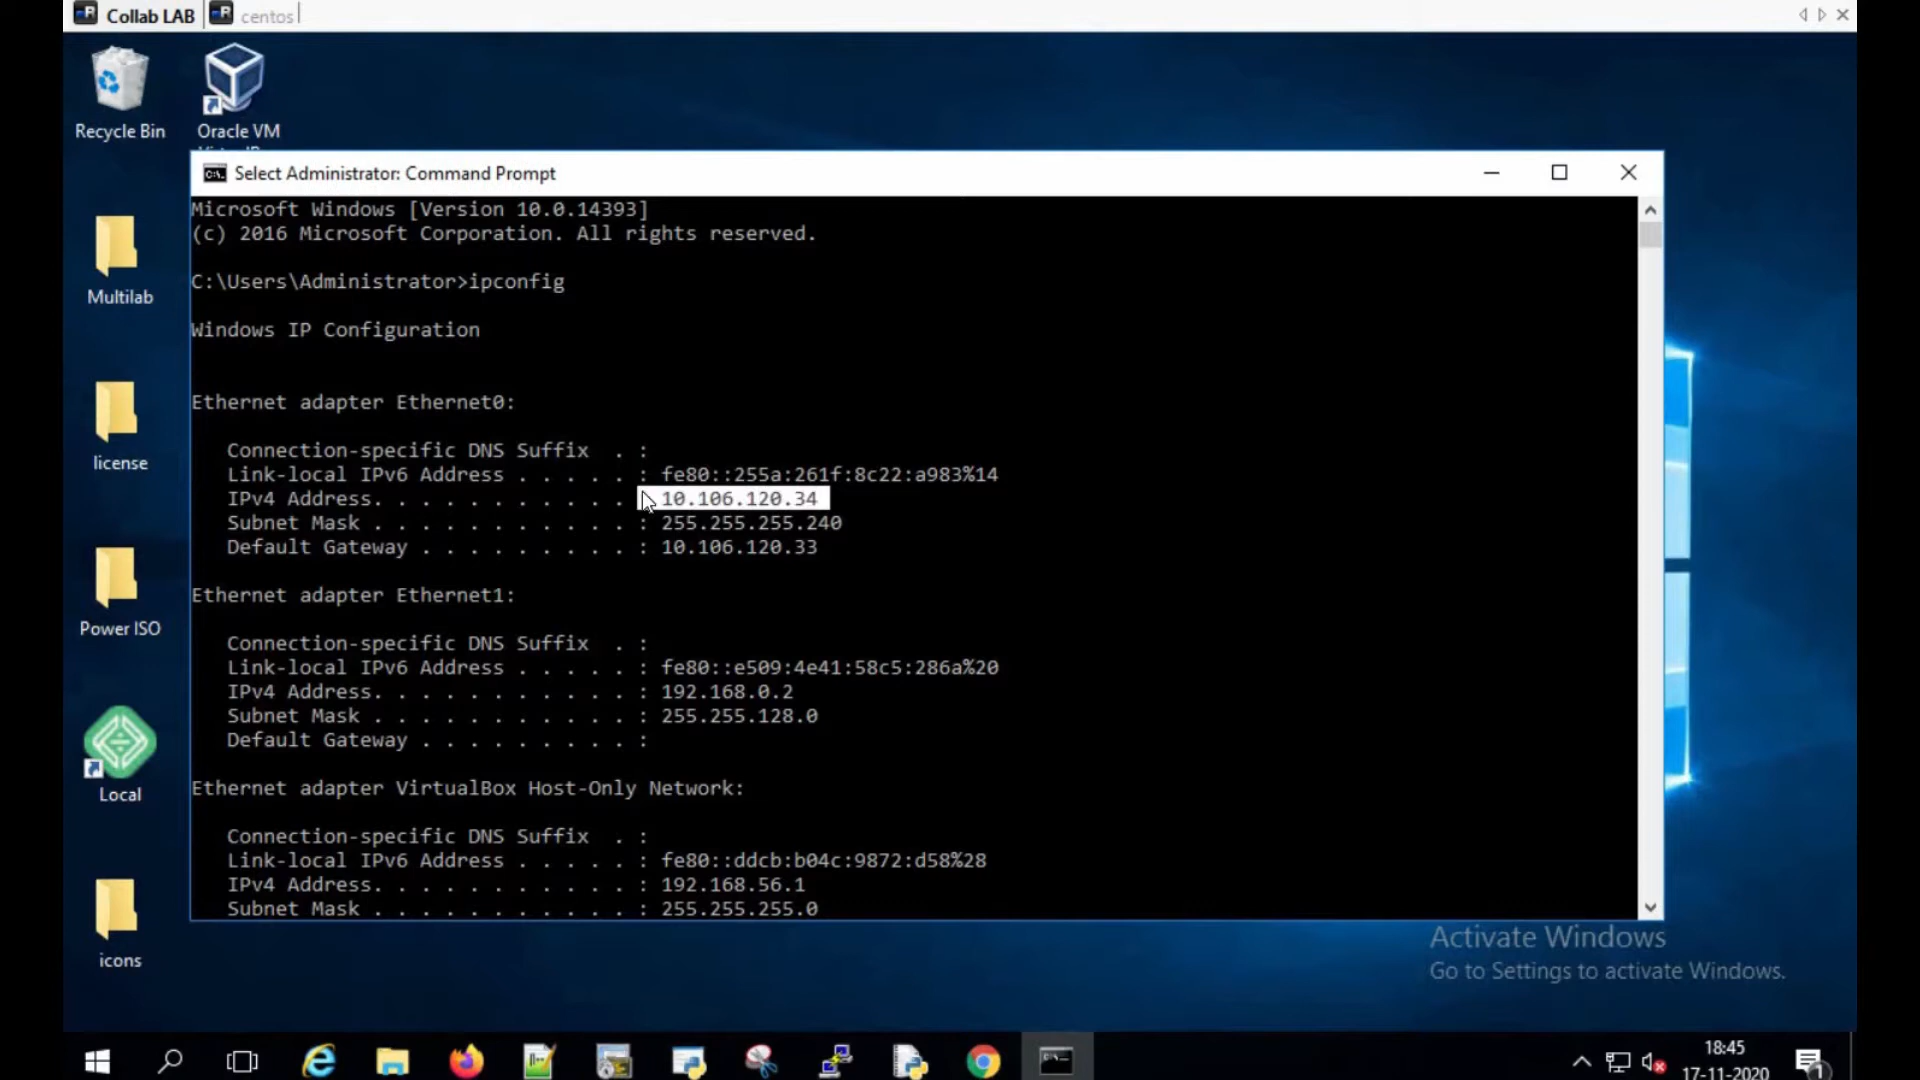 Collab LAB centos
Recycle Bin
Oracle VM
Select Administrator: Command Prompt
Microsoft Windows [Version 10.0.14393]
(c) 2016 Microsoft Corporation. All rights reserved.
C:\Users\Administrator>ipconfig
Windows IP Configuration
Ethernet adapter Ethernet0:
Connection-specific DNS Suffix . :
Link-local IPv6 Address . . . . . : fe80::255a:261f:8c22:a983%14
IPv4 Address. . . . . . . . . . . : 10.106.120.34
Subnet Mask . . . . . . . . . . . : 255.255.255.240
Default Gateway . . . . . . . . . : 10.106.120.33
Ethernet adapter Ethernet1:
Connection-specific DNS Suffix . :
Link-local IPv6 Address . . . . . : fe80::e509:4e41:58c5:286a%20
IPv4 Address. . . . . . . . . . . : 192.168.0.2
Subnet Mask . . . . . . . . . . . : 255.255.128.0
Default Gateway . . . . . . . . . :
Ethernet adapter VirtualBox Host-Only Network:
Connection-specific DNS Suffix . :
Link-local IPv6 Address . . . . . : fe80::ddcb:b04c:9872:d58%28
IPv4 Address. . . . . . . . . . . : 192.168.56.1
Subnet Mask . . . . . . . . . . . : 255.255.255.0
Multilab
license
Power ISO
Local
icons
Activate Windows
Go to Settings to activate Windows.
18:45
17-11-2020
1